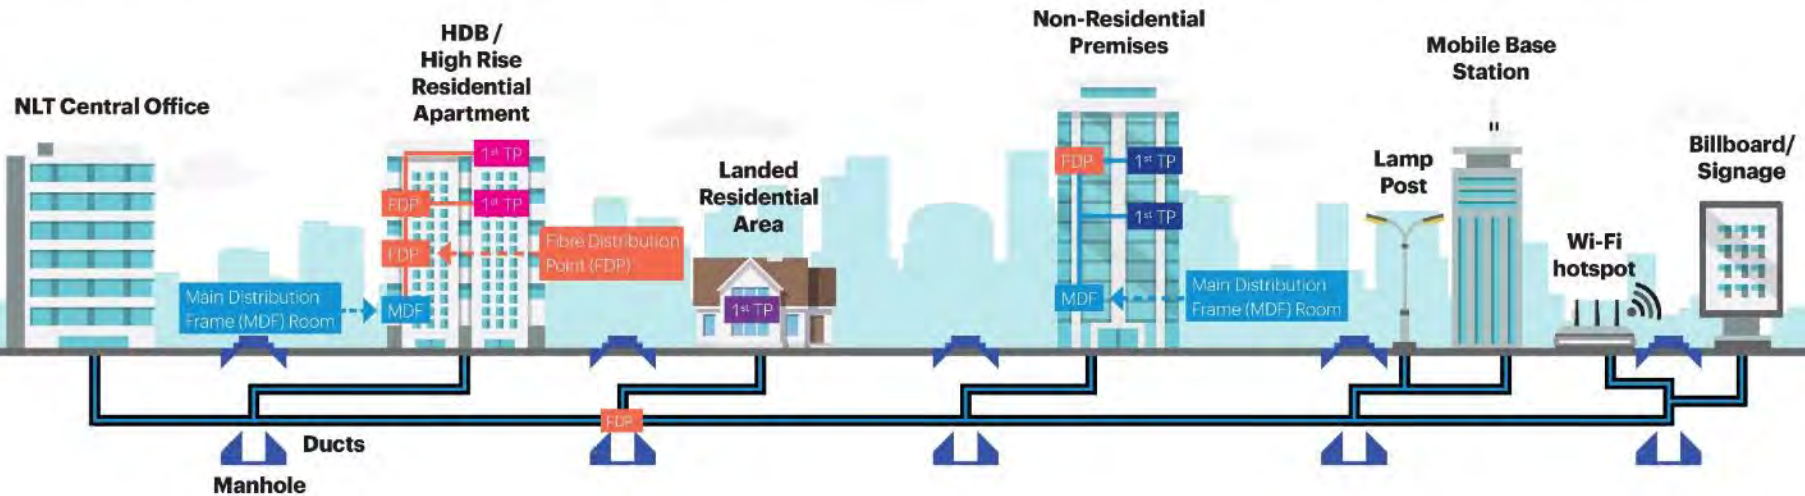 NLT Central Office
HDB /
High Rise
Residential
Apartment
1st TP
FDP
1st TP
FDP
Fibre Distribution
Point (FDP)
Main Distribution
Frame (MDF) Room
MDF
Landed
Residential
Area
1st TP
Non-Residential
Premises
FDP
1st TP
1st TP
MDF
Main Distribution
Frame (MDF) Room
Lamp
Post
Mobile Base
Station
Wi-Fi
hotspot
Billboard/
Signage
FDP
Ducts
Manhole